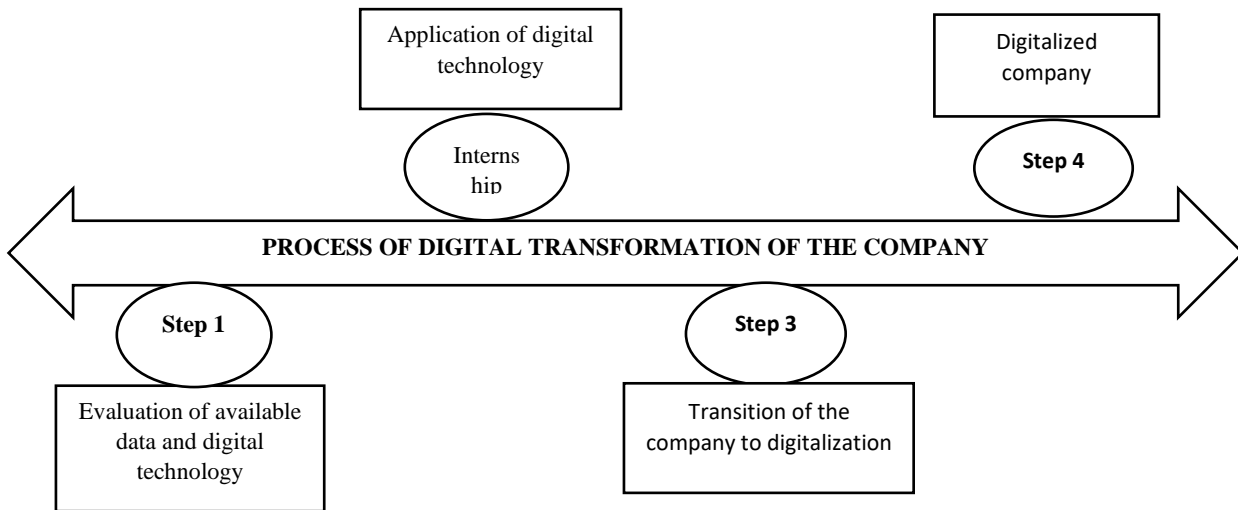 Application of digital
technology
Digitalized
company
Interns
hip
Step 4
PROCESS OF DIGITAL TRANSFORMATION OF THE COMPANY
Step 1
Step 3
Evaluation of available
data and digital
technology
Transition of the
company to digitalization